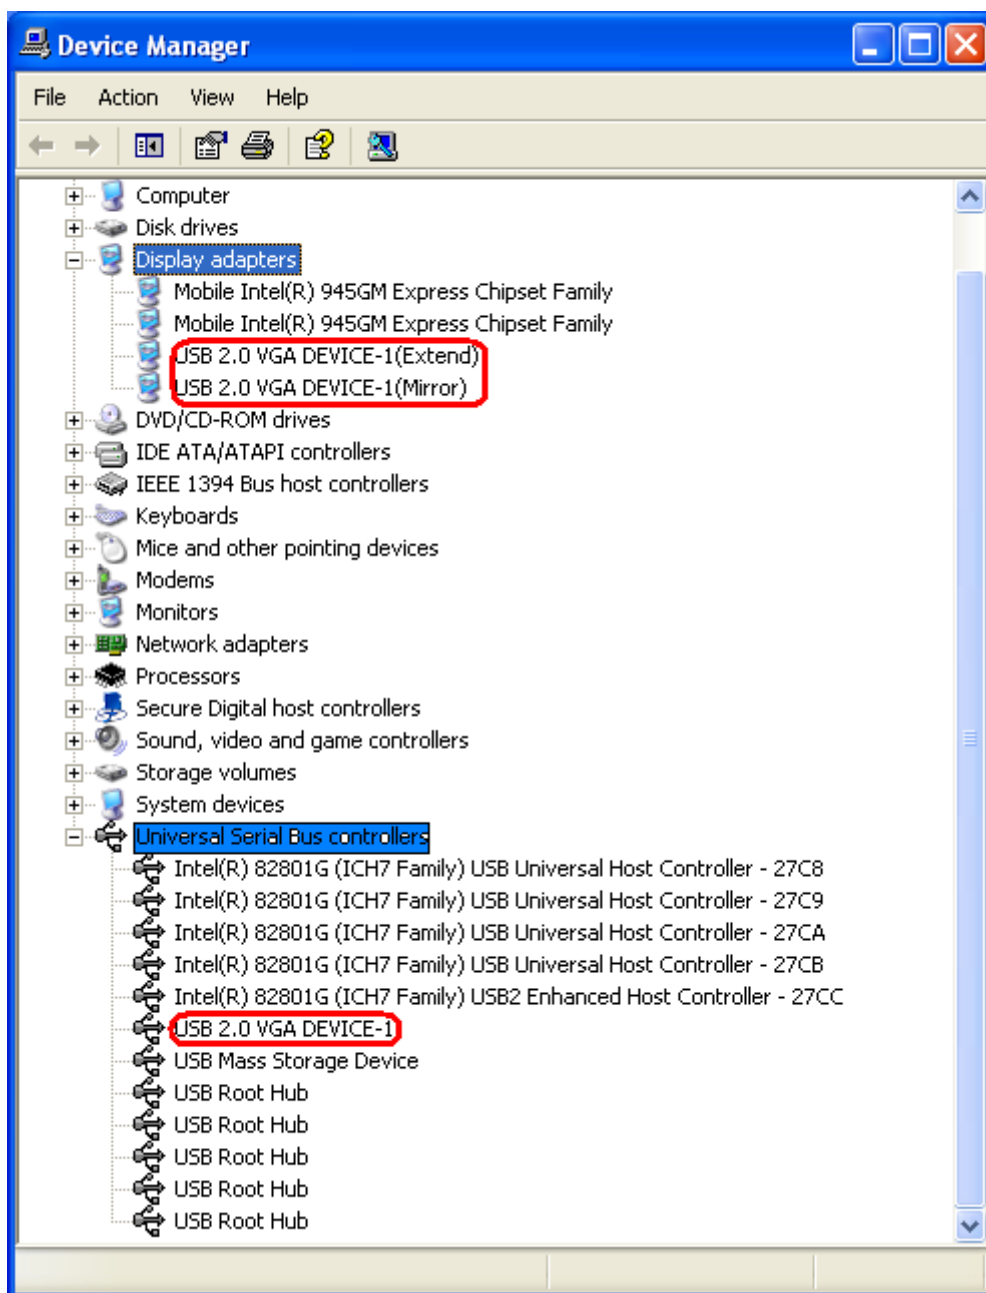 Device Manager
File Action View Help
Computer
Disk drives
Display adapters
Mobile Intel(R) 945GM Express Chipset Family
Mobile Intel(R) 945GM Express Chipset Family
USB 2.0 VGA DEVICE-1(Extend)
USB 2.0 VGA DEVICE-1(Mirror)
DVD/CD-ROM drives
IDE ATA/ATAPI controllers
IEEE 1394 Bus host controllers
Keyboards
Mice and other pointing devices
Modems
Monitors
Network adapters
Processors
Secure Digital host controllers
Sound, video and game controllers
Storage volumes
System devices
Universal Serial Bus controllers
Intel(R) 82801G (ICH7 Family) USB Universal Host Controller - 27C8
Intel(R) 82801G (ICH7 Family) USB Universal Host Controller - 27C9
Intel(R) 82801G (ICH7 Family) USB Universal Host Controller - 27CA
Intel(R) 82801G (ICH7 Family) USB Universal Host Controller - 27CB
Intel(R) 82801G (ICH7 Family) USB2 Enhanced Host Controller - 27CC
USB 2.0 VGA DEVICE-1
USB Mass Storage Device
USB Root Hub
USB Root Hub
USB Root Hub
USB Root Hub
USB Root Hub